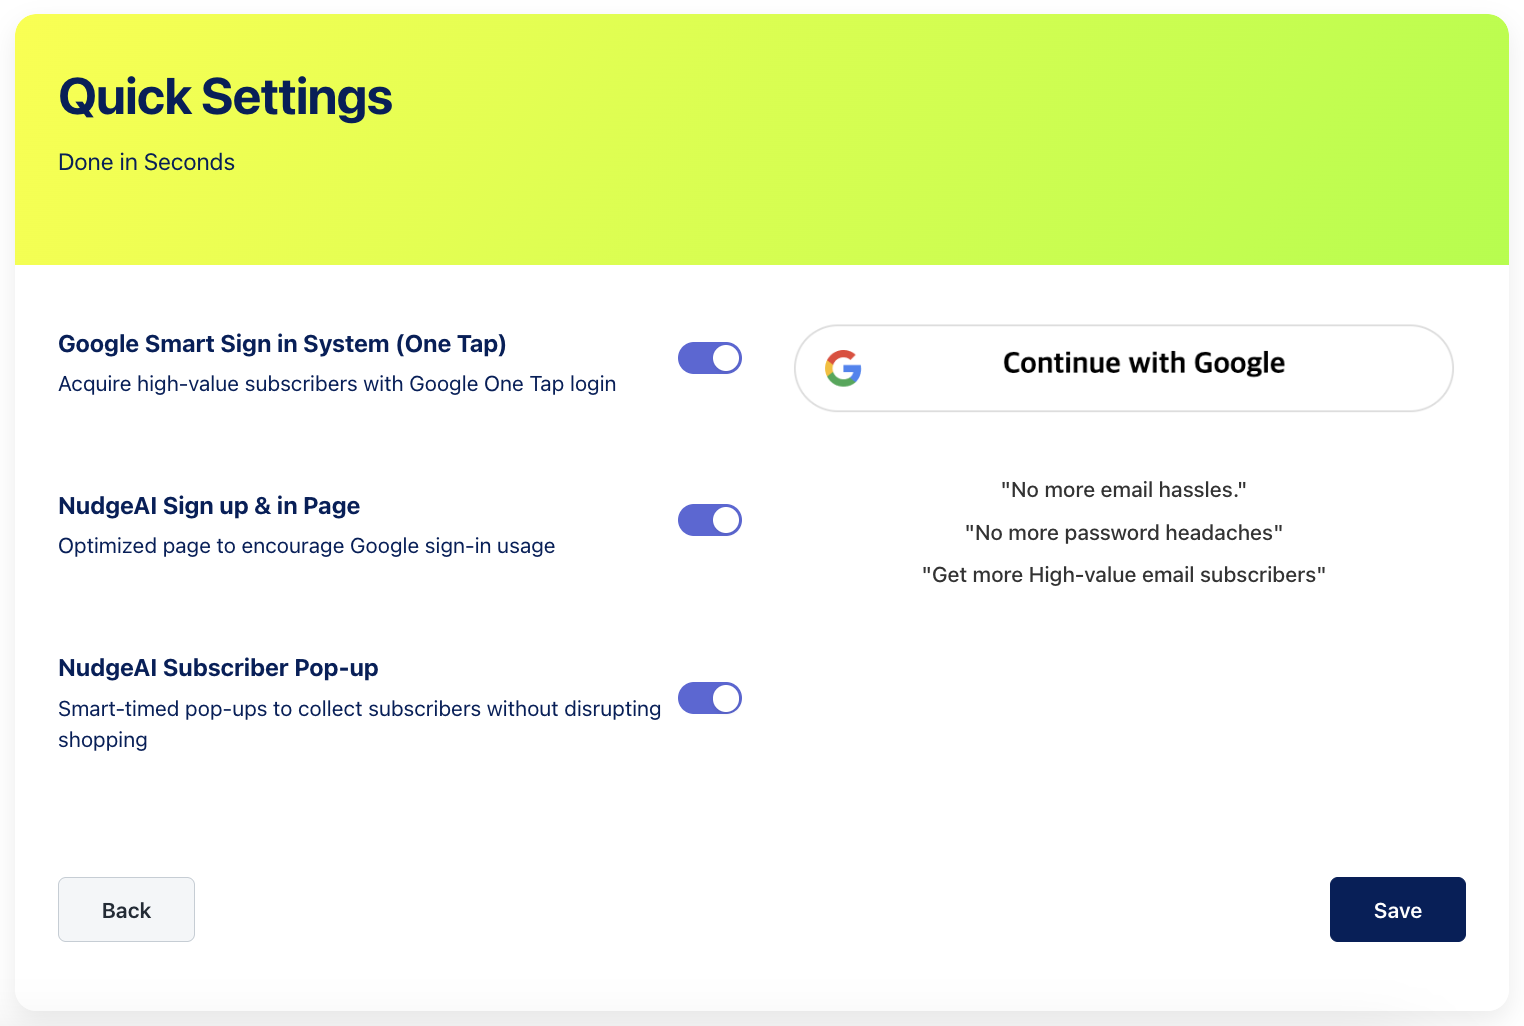 Quick Settings
Done in Seconds
Google Smart Sign in System (One Tap)
Acquire high-value subscribers with Google One Tap login
NudgeAI Sign up & in Page
Optimized page to encourage Google sign-in usage
NudgeAI Subscriber Pop-up
Smart-timed pop-ups to collect subscribers without disrupting
shopping
Continue with Google
"No more email hassles."
"No more password headaches"
"Get more High-value email subscribers"
Back
Save